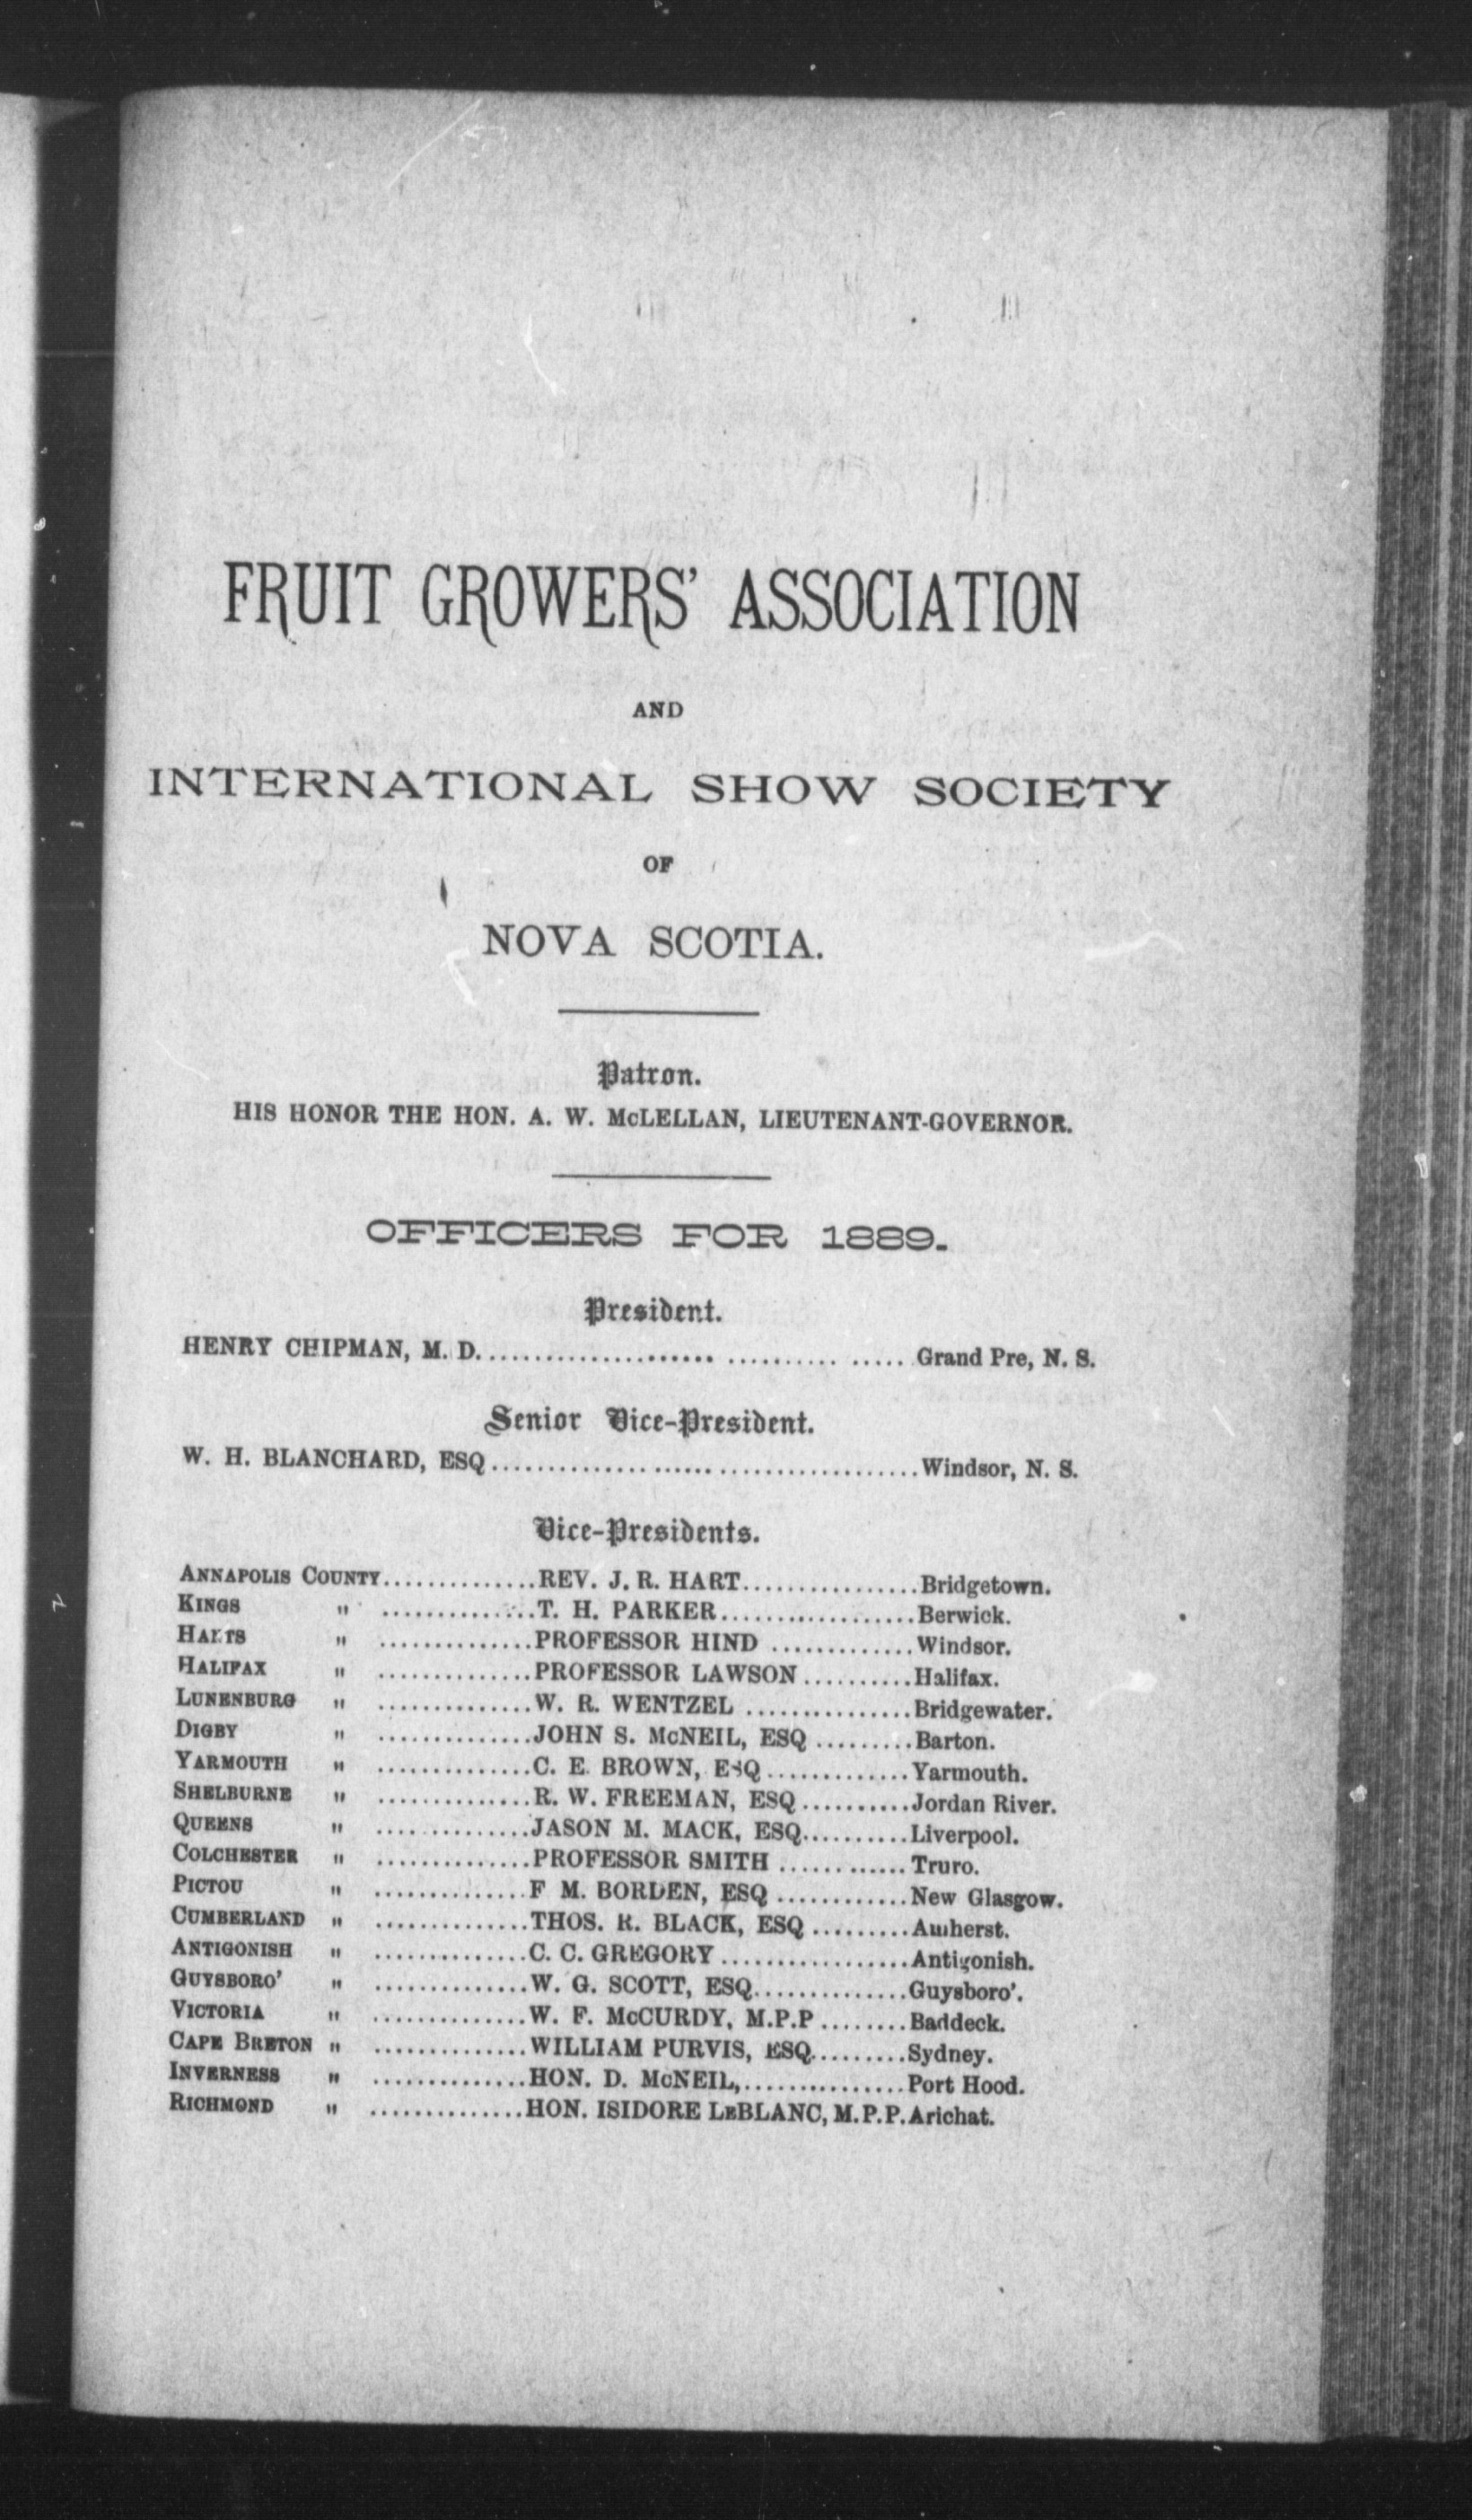 FRUIT GROWERS' ASSOCIATION
AND
INTERNATIONAL SHOW SOCIETY
OF
NOVA SCOTIA.
Patron.
HIS HONOR THE HON. A. W. McLELLAN, LIEUTENANT-GOVERNOR.
OFFICERS FOR 1889.
President.
HENRY CHIPMAN, M. D. .................... Grand Pre, N. S.
Senior Vice-President.
W. H. BLANCHARD, ESQ .................... Windsor, N. S.
Vice-Presidents.
ANNAPOLIS COUNTY ............... REV. J. R. HART ............... Bridgetown.
KINGS " ............... T. H. PARKER ............... Berwick.
HANTS " ............... PROFESSOR HIND ............... Windsor.
HALIFAX " ............... PROFESSOR LAWSON ............... Halifax.
LUNENBURG " ............... W. R. WENTZEL ............... Bridgewater.
DIGBY " ............... JOHN S. McNEIL, ESQ ............... Barton.
YARMOUTH " ............... C. E. BROWN, ESQ ............... Yarmouth.
SHELBURNE " ............... R. W. FREEMAN, ESQ ............... Jordan River.
QUEENS " ............... JASON M. MACK, ESQ ............... Liverpool.
COLCHESTER " ............... PROFESSOR SMITH ............... Truro.
PICTOU " ............... F M. BORDEN, ESQ ............... New Glasgow.
CUMBERLAND " ............... THOS. R. BLACK, ESQ ............... Amherst.
ANTIGONISH " ............... C. C. GREGORY ............... Antigonish.
GUYSBORO' " ............... W. G. SCOTT, ESQ ............... Guysboro'.
VICTORIA " ............... W. F. McCURDY, M.P.P ............... Baddeck.
CAPE BRETON " ............... WILLIAM PURVIS, ESQ ............... Sydney.
INVERNESS " ............... HON. D. McNEIL, ............... Port Hood.
RICHMOND " ............... HON. ISIDORE LEBLANC, M.P.P. Arichat.